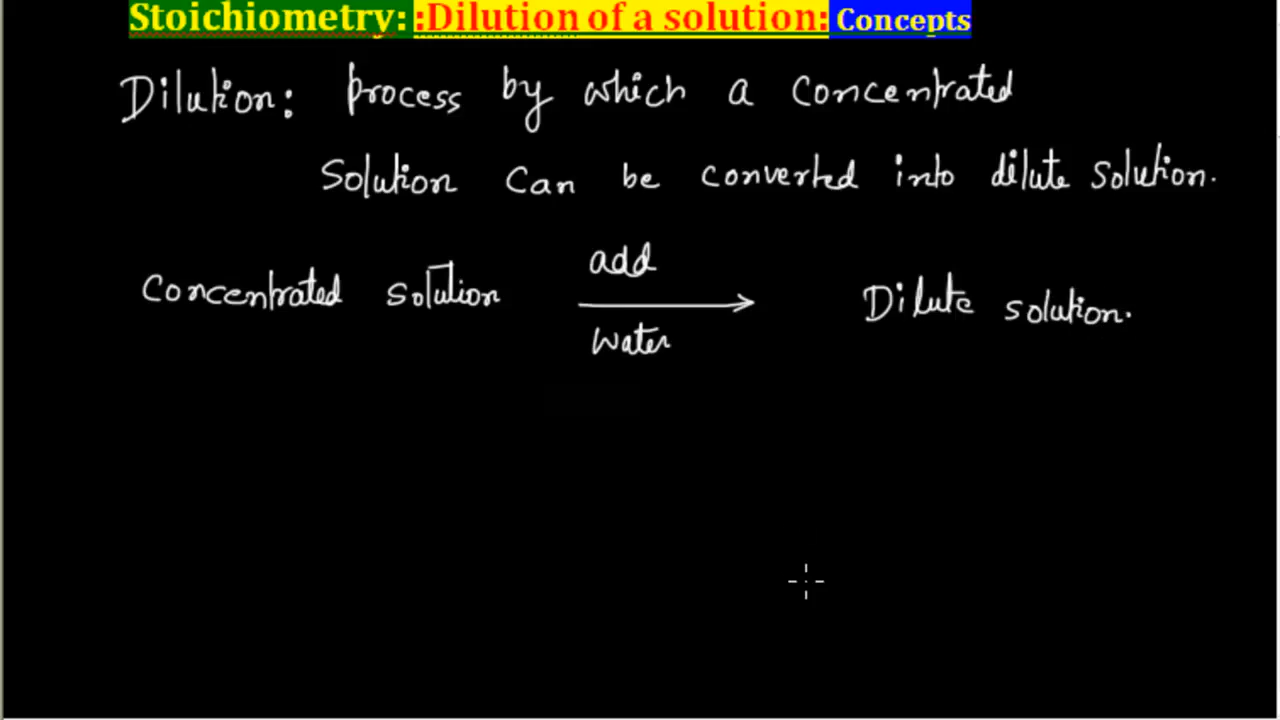 Stoichiometry: :Dilution of a solution: Concepts
Dilution: Process by which a concentrated
Solution can be converted into dilute solution.
add
Concentrated solution Dilute solution.
water